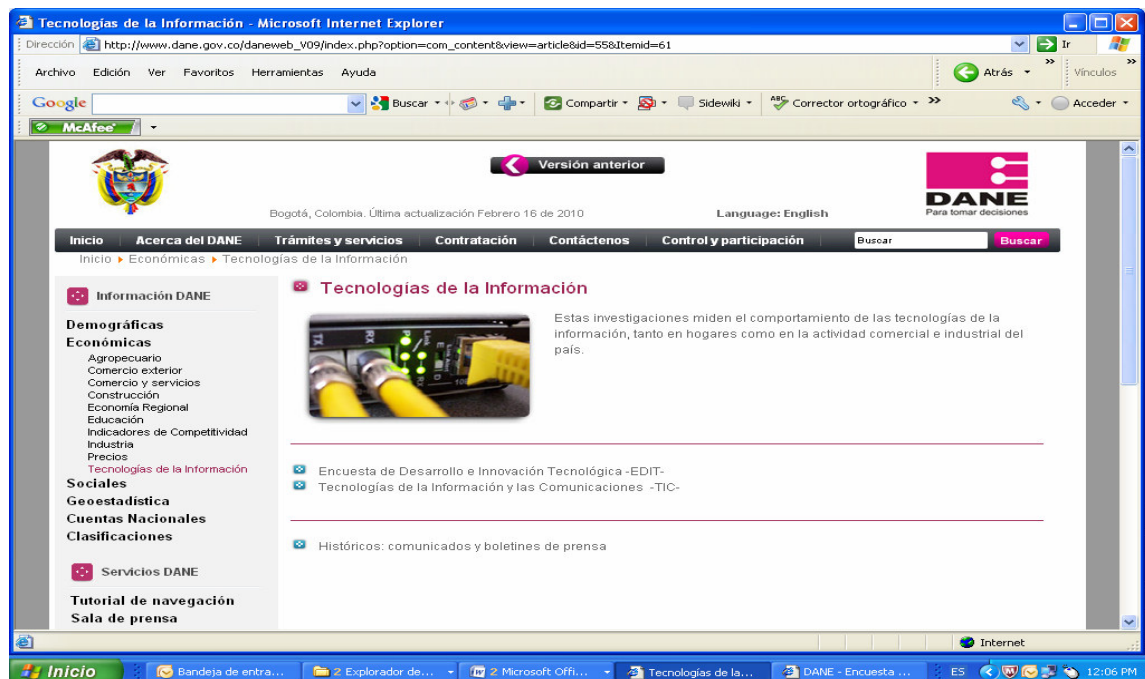 Tecnologías de la Información - Microsoft Internet Explorer
Dirección http://www.dane.gov.co/daneweb_V09/index.php?option=com_content&view=article&id=55&Itemid=61 Ir
Archivo Edición Ver Favoritos Herramientas Ayuda Atrás Vínculos
Google Buscar Compartir Sidewiki Corrector ortográfico Acceder
McAfee
Versión anterior
DANE
Para tomar decisiones
Bogotá, Colombia. Última actualización Febrero 16 de 2010 Language: English
Inicio Acerca del DANE Trámites y servicios Contratación Contáctenos Control y participación Buscar Buscar
Inicio Económicas Tecnologías de la Información
Información DANE
Demográficas
Económicas
Agropecuario
Comercio exterior
Comercio y servicios
Construcción
Economía Regional
Educación
Indicadores de Competitividad
Industria
Precios
Tecnologías de la Información
Sociales
Geoestadística
Cuentas Nacionales
Clasificaciones
Servicios DANE
Tutorial de navegación
Sala de prensa
Tecnologías de la Información
Estas investigaciones miden el comportamiento de las tecnologías de la
información, tanto en hogares como en la actividad comercial e industrial del
país.
Encuesta de Desarrollo e Innovación Tecnológica -EDIT-
Tecnologías de la Información y las Comunicaciones -TIC-
Históricos: comunicados y boletines de prensa
Internet
Inicio Bandeja de entra... 2 Explorador de... 2 Microsoft Offi... Tecnologías de la... DANE - Encuesta ... ES 12:06 PM